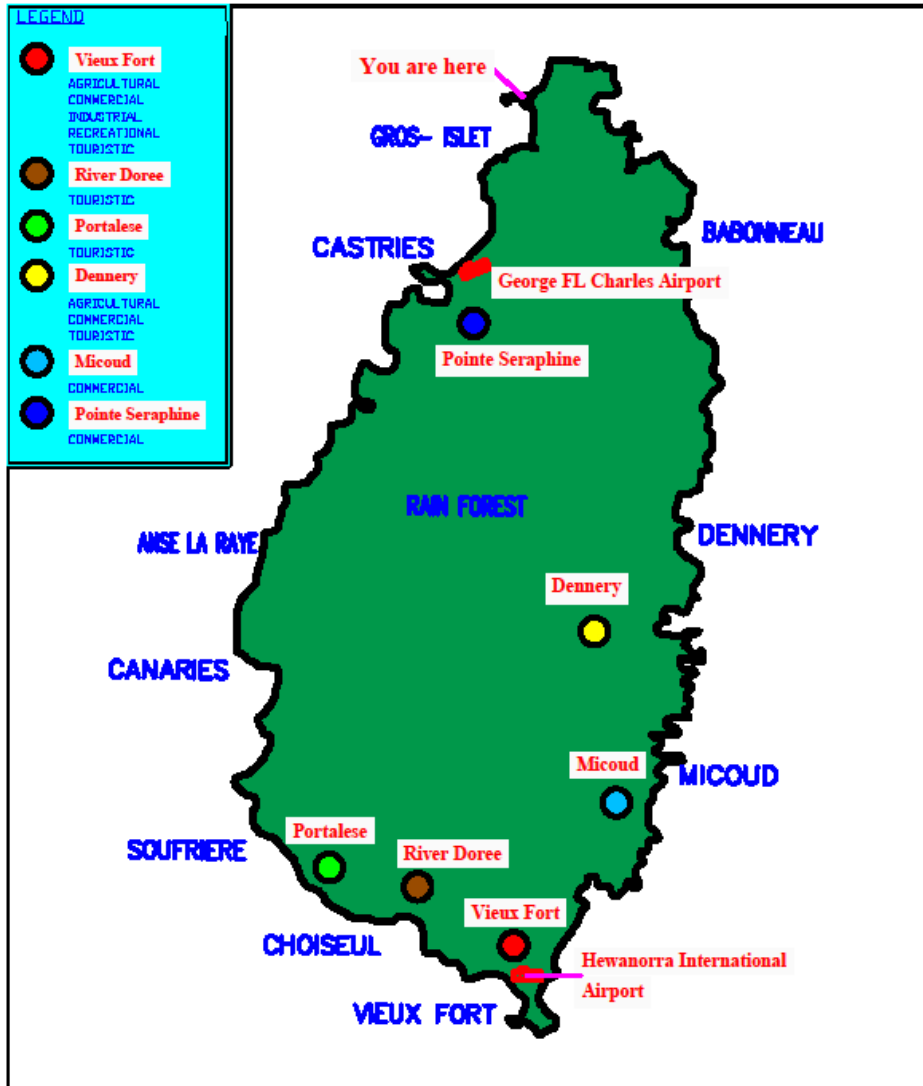 LEGEND
Vieux Fort
AGRICULTURAL
COMMERCIAL
INDUSTRIAL
RECREATIONAL
TOURISTIC
River Doree
TOURISTIC
Portalese
TOURISTIC
Dennery
AGRICULTURAL
COMMERCIAL
TOURISTIC
Micoud
COMMERCIAL
Pointe Seraphine
COMMERCIAL
You are here
GROS- ISLET
BABONNEAU
CASTRIES
George FL Charles Airport
Pointe Seraphine
RAIN FOREST
ANSE LA RAYE
DENNERY
Dennery
CANARIES
Micoud
MICOUD
Portalese
SOUFRIERE
River Doree
Vieux Fort
CHOISEUL
Hewanorra International
Airport
VIEUX FORT